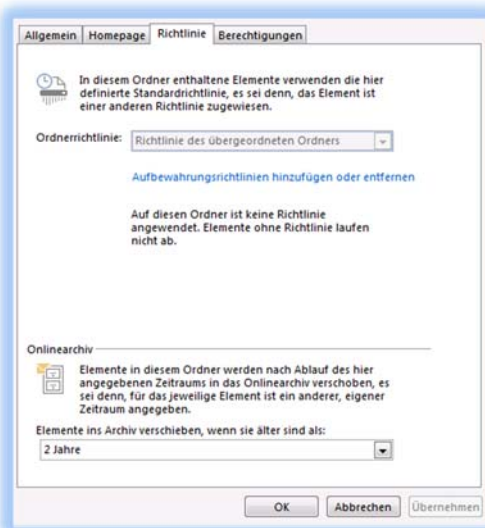 Allgemein Homepage Richtlinie Berechtigungen
In diesem Ordner enthaltene Elemente verwenden die hier
definierte Standardrichtlinie, es sei denn, das Element ist
einer anderen Richtlinie zugewiesen.
Ordnerrichtlinie: Richtlinie des übergeordneten Ordners
Aufbewahrungsrichtlinien hinzufügen oder entfernen
Auf diesen Ordner ist keine Richtlinie
angewendet. Elemente ohne Richtlinie laufen
nicht ab.
Onlinearchiv
Elemente in diesem Ordner werden nach Ablauf des hier
angegebenen Zeitraums in das Onlinearchiv verschoben, es
sei denn, für das jeweilige Element ist ein anderer, eigener
Zeitraum angegeben.
Elemente ins Archiv verschieben, wenn sie älter sind als:
2 Jahre
OK Abbrechen Übernehmen